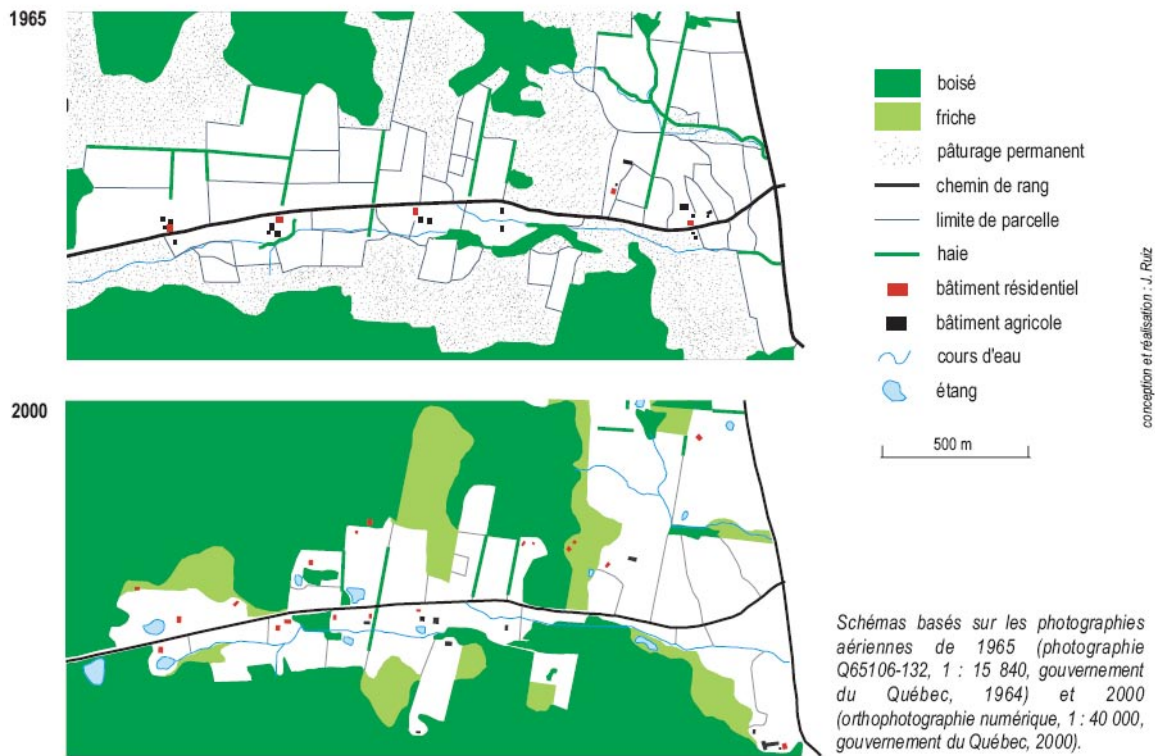 1965
boisé
friche
pâturage permanent
chemin de rang
limite de parcelle
haie
bâtiment résidentiel
bâtiment agricole
cours d'eau
étang
500 m
conception et réalisation : J. Ruiz
2000
Schémas basés sur les photographies
aériennes de 1965 (photographie
Q65106-132, 1 : 15 840, gouvernement
du Québec, 1964) et 2000
(orthophotographie numérique, 1 : 40 000,
gouvernement du Québec, 2000).